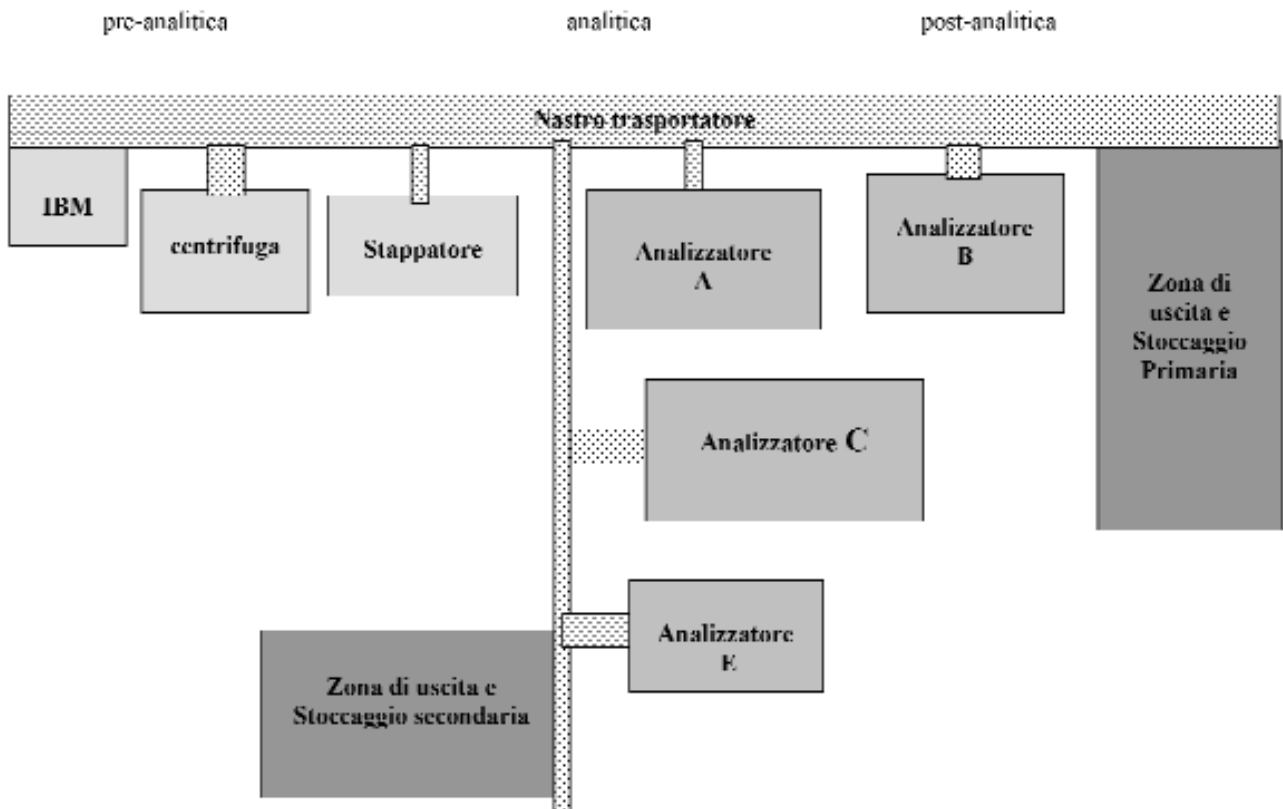 pre-analitica
analitica
post-analitica
Nastro trasportatore
IBM
centrifuga
Stappatore
Analizzatore
A
Analizzatore
B
Zona di
uscita e
Stoccaggio
Primaria
Analizzatore C
Analizzatore
E
Zona di uscita e
Stoccaggio secondaria